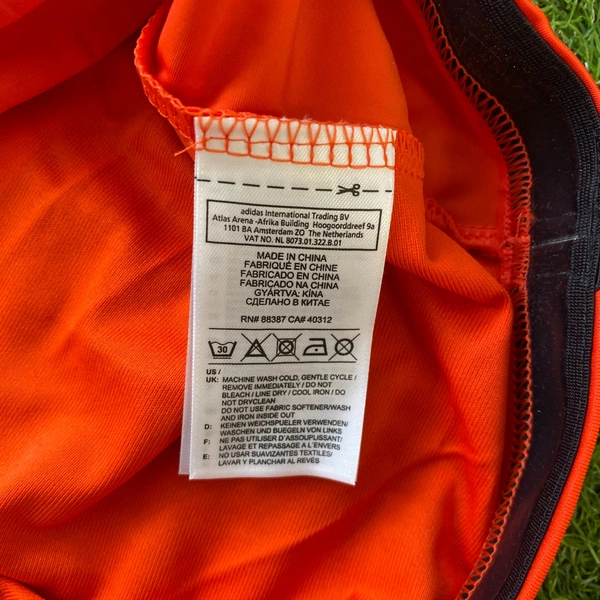 adidas International Trading BV
Atlas Arena -Afrika Building Hoogoorddreef 9a
1101 BA Amsterdam ZO The Netherlands
VAT NO. NL 8073.01.322.B.01
MADE IN CHINA
FABRIQUÉ EN CHINE
FABRICADO EN CHINA
FABRICADO NA CHINA
GYÁRTVA: KÍNA
СДЕЛАНО В КИТАЕ
RN# 88387 CA# 40312
30
US /
UK: MACHINE WASH COLD, GENTLE CYCLE /
REMOVE IMMEDIATELY / DO NOT
BLEACH / LINE DRY / COOL IRON / DO
NOT DRYCLEAN
DO NOT USE FABRIC SOFTENER/WASH
AND IRON INSIDE OUT
D: KEINEN WEICHSPUELER VERWENDEN/
WASCHEN UND BUEGELN VON LINKS
F: NE PAS UTILISER D'ASSOUPLISSANT/
LAVAGE ET REPASSAGE A L'ENVERS
E: NO USAR SUAVIZANTES TEXTILES/
LAVAR Y PLANCHAR AL REVÉS